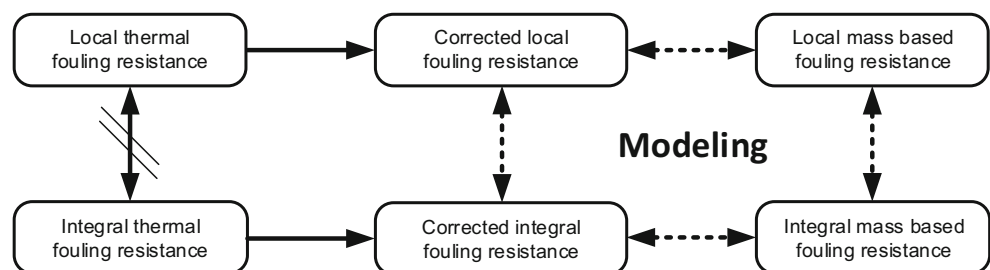 Local thermal
fouling resistance
Corrected local
fouling resistance
Local mass based
fouling resistance
Modeling
Integral thermal
fouling resistance
Corrected integral
fouling resistance
Integral mass based
fouling resistance